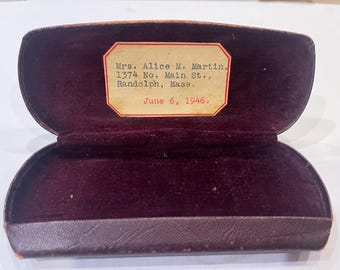 Mrs. Alice M. Martin,
1374 No. Main St.,
Randolph, Mass.
June 6, 1946.